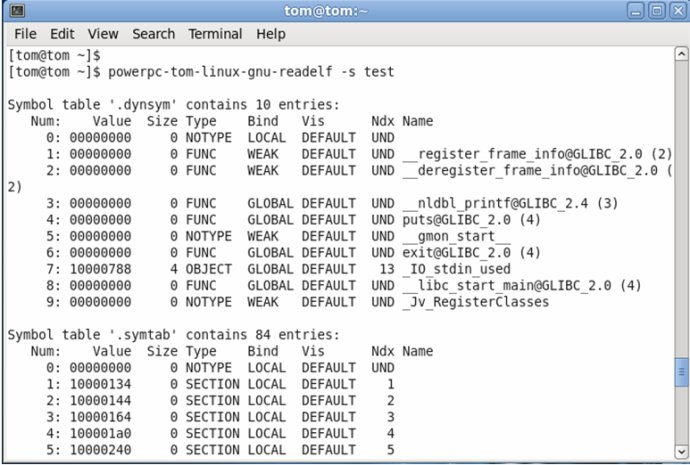 tom@tom:~
File Edit View Search Terminal Help
[tom@tom ~]$
[tom@tom ~]$ powerpc-tom-linux-gnu-readelf -s test
Symbol table '.dynsym' contains 10 entries:
Num: Value Size Type Bind Vis Ndx Name
0: 00000000 0 NOTYPE LOCAL DEFAULT UND
1: 00000000 0 FUNC WEAK DEFAULT UND __register_frame_info@GLIBC_2.0 (2)
2: 00000000 0 FUNC WEAK DEFAULT UND __deregister_frame_info@GLIBC_2.0 (
2)
3: 00000000 0 FUNC GLOBAL DEFAULT UND __nldbl_printf@GLIBC_2.4 (3)
4: 00000000 0 FUNC GLOBAL DEFAULT UND puts@GLIBC_2.0 (4)
5: 00000000 0 NOTYPE WEAK DEFAULT UND __gmon_start__
6: 00000000 0 FUNC GLOBAL DEFAULT UND exit@GLIBC_2.0 (4)
7: 10000788 4 OBJECT GLOBAL DEFAULT 13 _IO_stdin_used
8: 00000000 0 FUNC GLOBAL DEFAULT UND __libc_start_main@GLIBC_2.0 (4)
9: 00000000 0 NOTYPE WEAK DEFAULT UND _Jv_RegisterClasses
Symbol table '.symtab' contains 84 entries:
Num: Value Size Type Bind Vis Ndx Name
0: 00000000 0 NOTYPE LOCAL DEFAULT UND
1: 10000134 0 SECTION LOCAL DEFAULT 1
2: 10000144 0 SECTION LOCAL DEFAULT 2
3: 10000164 0 SECTION LOCAL DEFAULT 3
4: 100001a0 0 SECTION LOCAL DEFAULT 4
5: 10000240 0 SECTION LOCAL DEFAULT 5